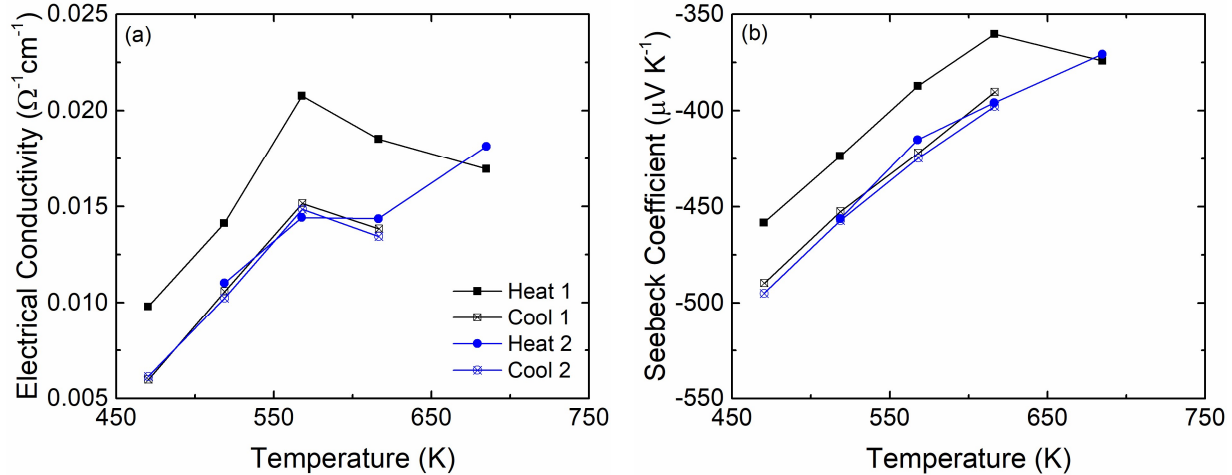 (a)
Electrical Conductivity (Ω⁻¹cm⁻¹)
0.025
0.020
0.015
0.010
0.005
450 550 650 750
Temperature (K)
Heat 1
Cool 1
Heat 2
Cool 2
(b)
Seebeck Coefficient (μV K⁻¹)
-350
-400
-450
-500
-550
450 550 650 750
Temperature (K)